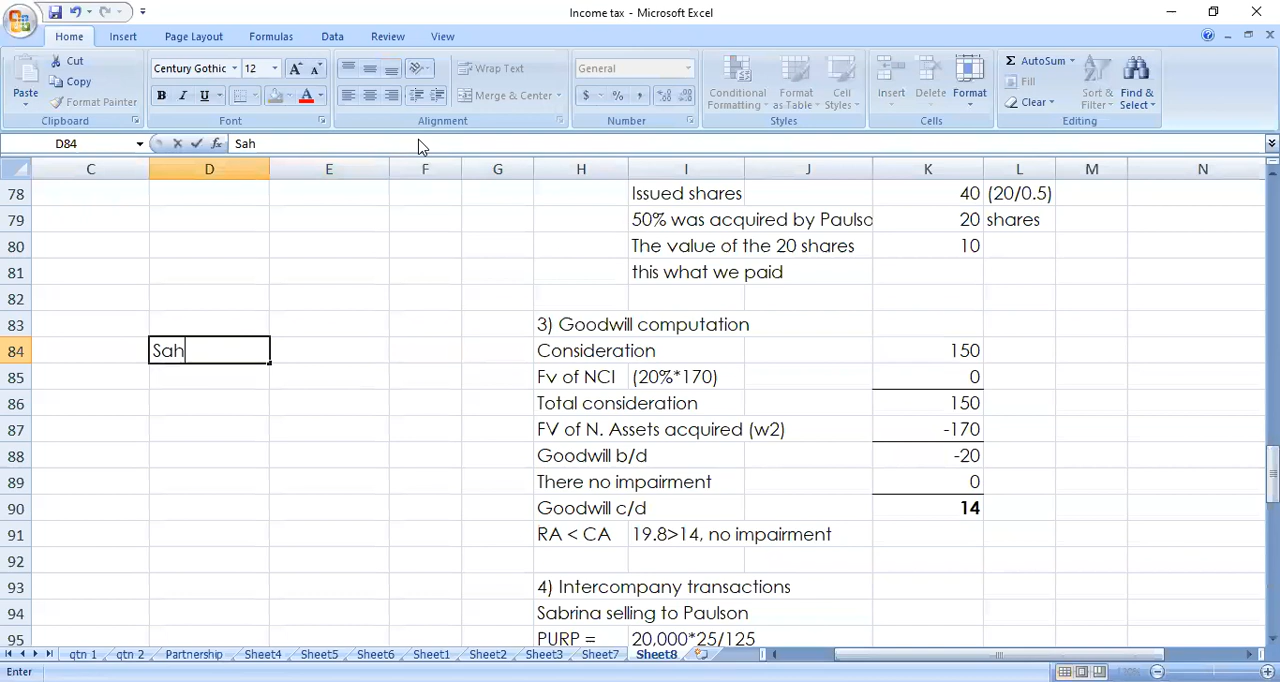 Income tax - Microsoft Excel
Home Insert Page Layout Formulas Data Review View
Paste Cut Copy Format Painter Clipboard
Century Gothic 12 B I U A Font
Wrap Text Merge & Center Alignment
General $ % , Number
Conditional Formatting Format as Table Cell Styles Styles
Insert Delete Format Cells
Σ AutoSum Fill Clear Sort & Filter Find & Select Editing
D84 fx Sah
C D E F G H I J K L M N
78 Issued shares 40 (20/0.5)
79 50% was acquired by Paulso 20 shares
80 The value of the 20 shares 10
81 this what we paid
82
83 3) Goodwill computation
84 Sah Consideration 150
85 Fv of NCI (20%*170) 0
86 Total consideration 150
87 FV of N. Assets acquired (w2) -170
88 Goodwill b/d -20
89 There no impairment 0
90 Goodwill c/d 14
91 RA < CA 19.8>14, no impairment
92
93 4) Intercompany transactions
94 Sabrina selling to Paulson
95 PURP = 20,000*25/125
qtn 1 qtn 2 Partnership Sheet4 Sheet5 Sheet6 Sheet1 Sheet2 Sheet3 Sheet7 Sheet8
Enter